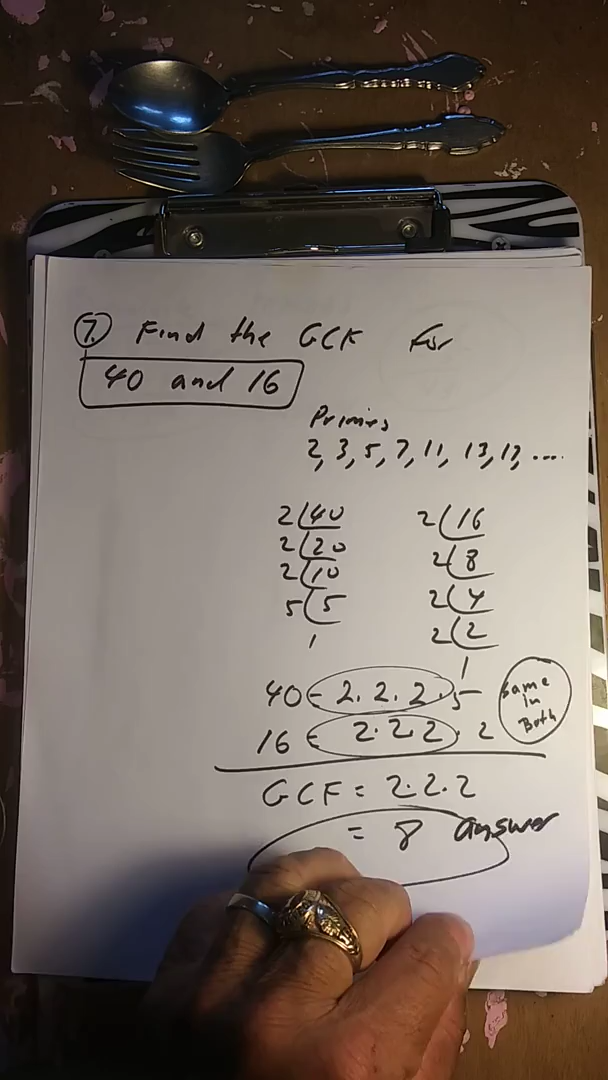 7. Find the GCF for
40 and 16
Primes
2, 3, 5, 7, 11, 13, 17, ....
2 40 2 16
2 20 2 8
2 10 2 4
5 5 2 2
1 1
40 = 2.2.2.5
16 = 2.2.2.2
same in Both
GCF = 2.2.2
= 8 answer